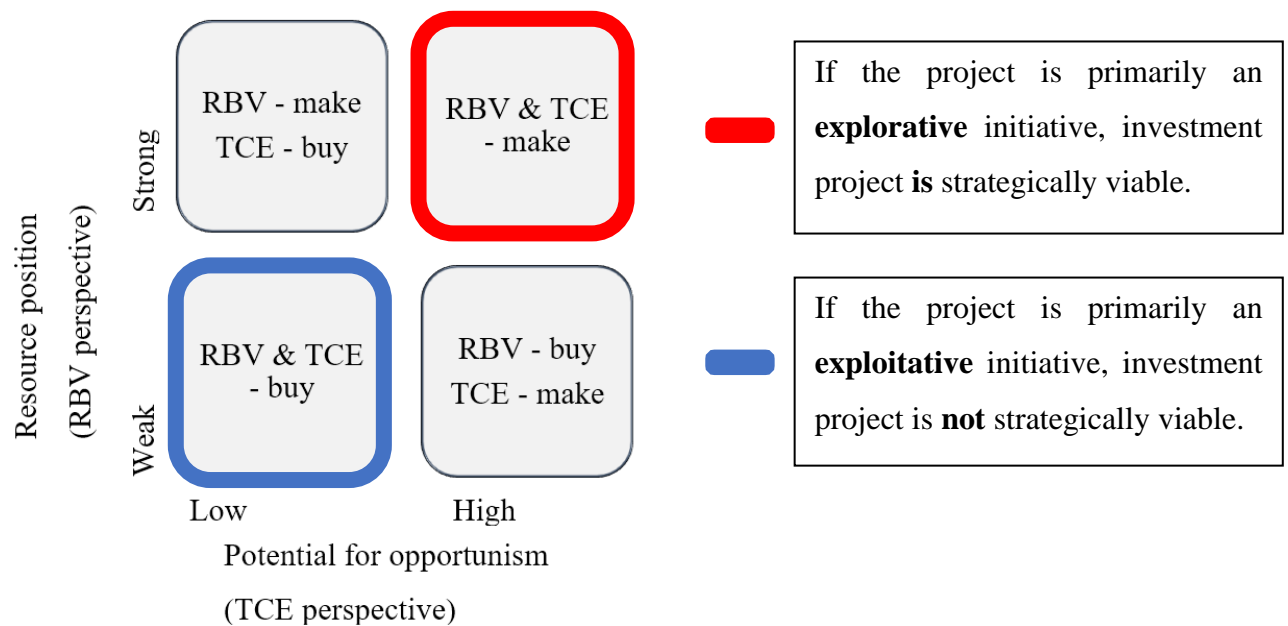 RBV - make
TCE - buy
RBV & TCE
- make
If the project is primarily an
explorative initiative, investment
project is strategically viable.
Strong
Resource position
(RBV perspective)
RBV & TCE
- buy
RBV - buy
TCE - make
If the project is primarily an
exploitative initiative, investment
project is not strategically viable.
Weak
Low
High
Potential for opportunism
(TCE perspective)